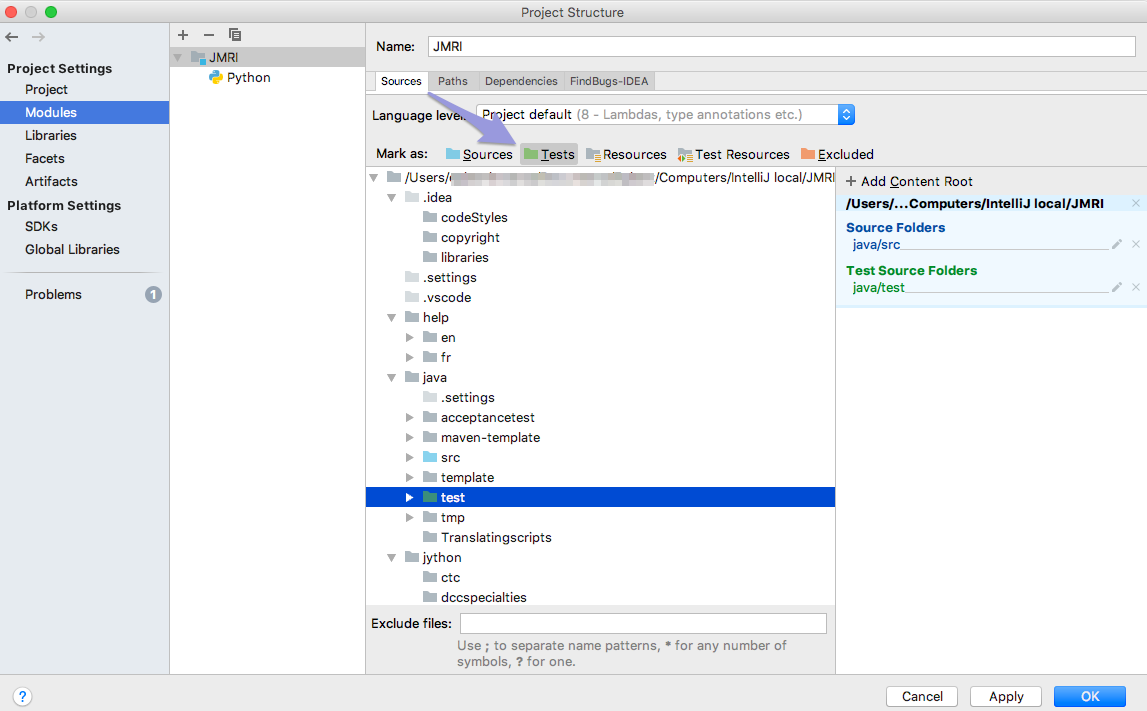 Project Structure
Project Settings
Project
Modules
Libraries
Facets
Artifacts
Platform Settings
SDKs
Global Libraries
Problems 1
JMRI
Python
Name: JMRI
Sources Paths Dependencies FindBugs-IDEA
Language level: Project default (8 - Lambdas, type annotations etc.)
Mark as: Sources Tests Resources Test Resources Excluded
/Users/ /Computers/IntelliJ local/JMRI
.idea
codeStyles
copyright
libraries
.settings
.vscode
help
en
fr
java
.settings
acceptancetest
maven-template
src
template
test
tmp
Translatingscripts
jython
ctc
dccspecialties
Exclude files:
Use ; to separate name patterns, * for any number of
symbols, ? for one.
+ Add Content Root
/Users/...Computers/IntelliJ local/JMRI
Source Folders
java/src
Test Source Folders
java/test
? Cancel Apply OK